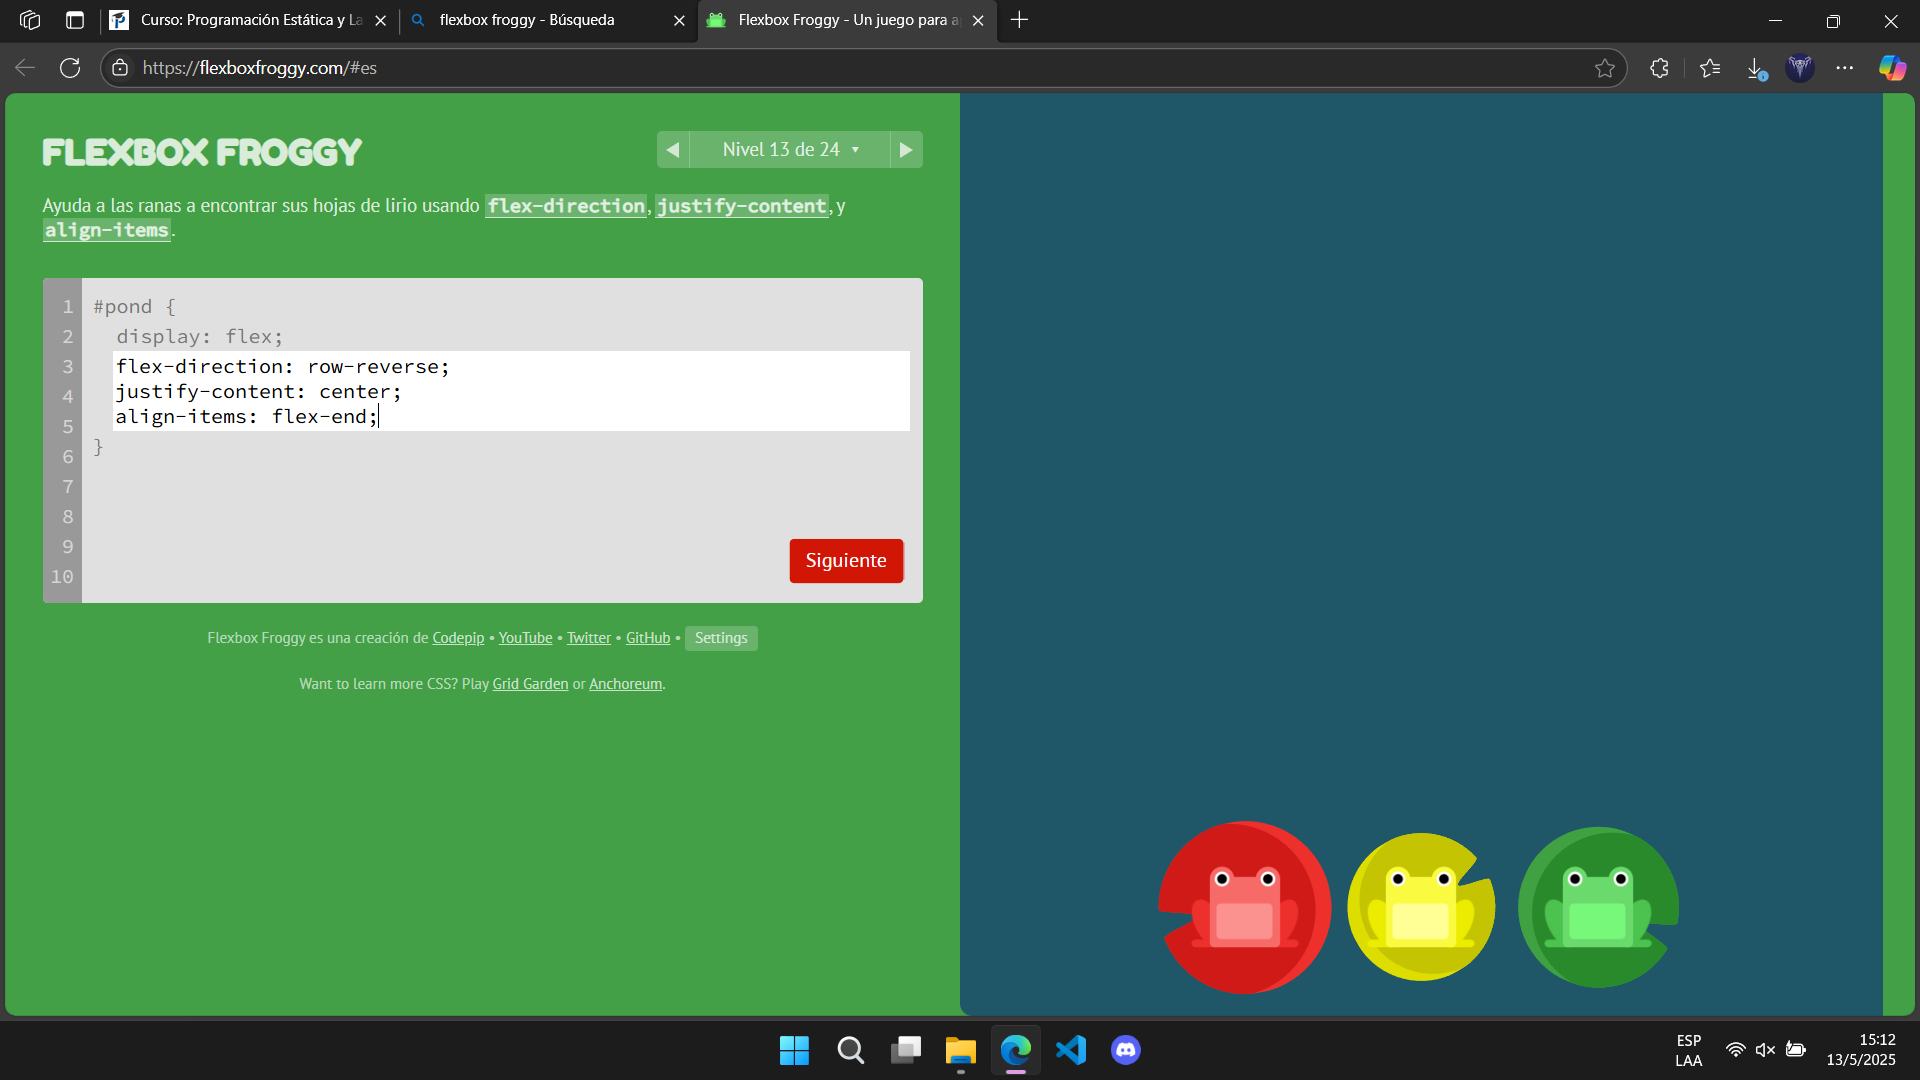 Curso: Programación Estática y La
flexbox froggy - Búsqueda
Flexbox Froggy - Un juego para a
https://flexboxfroggy.com/#es
FLEXBOX FROGGY
Nivel 13 de 24
Ayuda a las ranas a encontrar sus hojas de lirio usando flex-direction, justify-content, y
align-items.
1 #pond {
2 display: flex;
3 flex-direction: row-reverse;
4 justify-content: center;
5 align-items: flex-end;
6 }
7
8
9
10
Siguiente
Flexbox Froggy es una creación de Codepip • YouTube • Twitter • GitHub • Settings
Want to learn more CSS? Play Grid Garden or Anchoreum.
ESP
LAA
15:12
13/5/2025